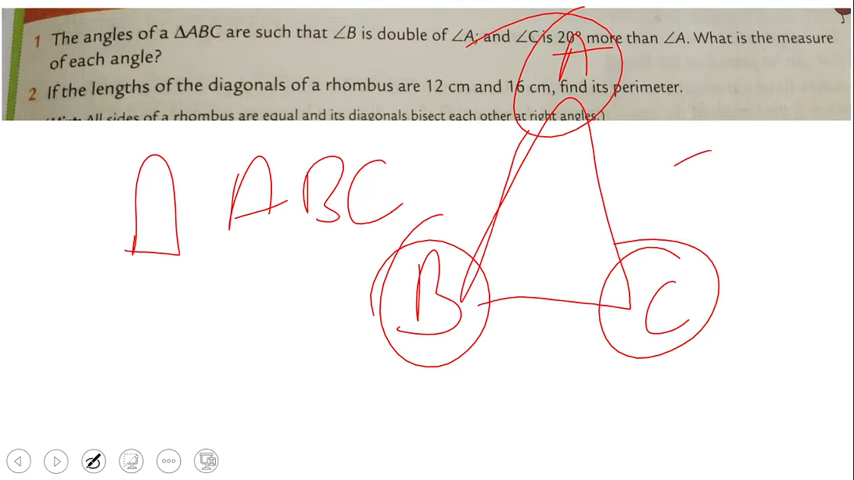 1 The angles of a ΔABC are such that ∠B is double of ∠A; and ∠C is 20° more than ∠A. What is the measure
of each angle?
2 If the lengths of the diagonals of a rhombus are 12 cm and 16 cm, find its perimeter.
All sides of a rhombus are equal and its diagonals bisect each other at right angles.)
A
Δ ABC
B
C